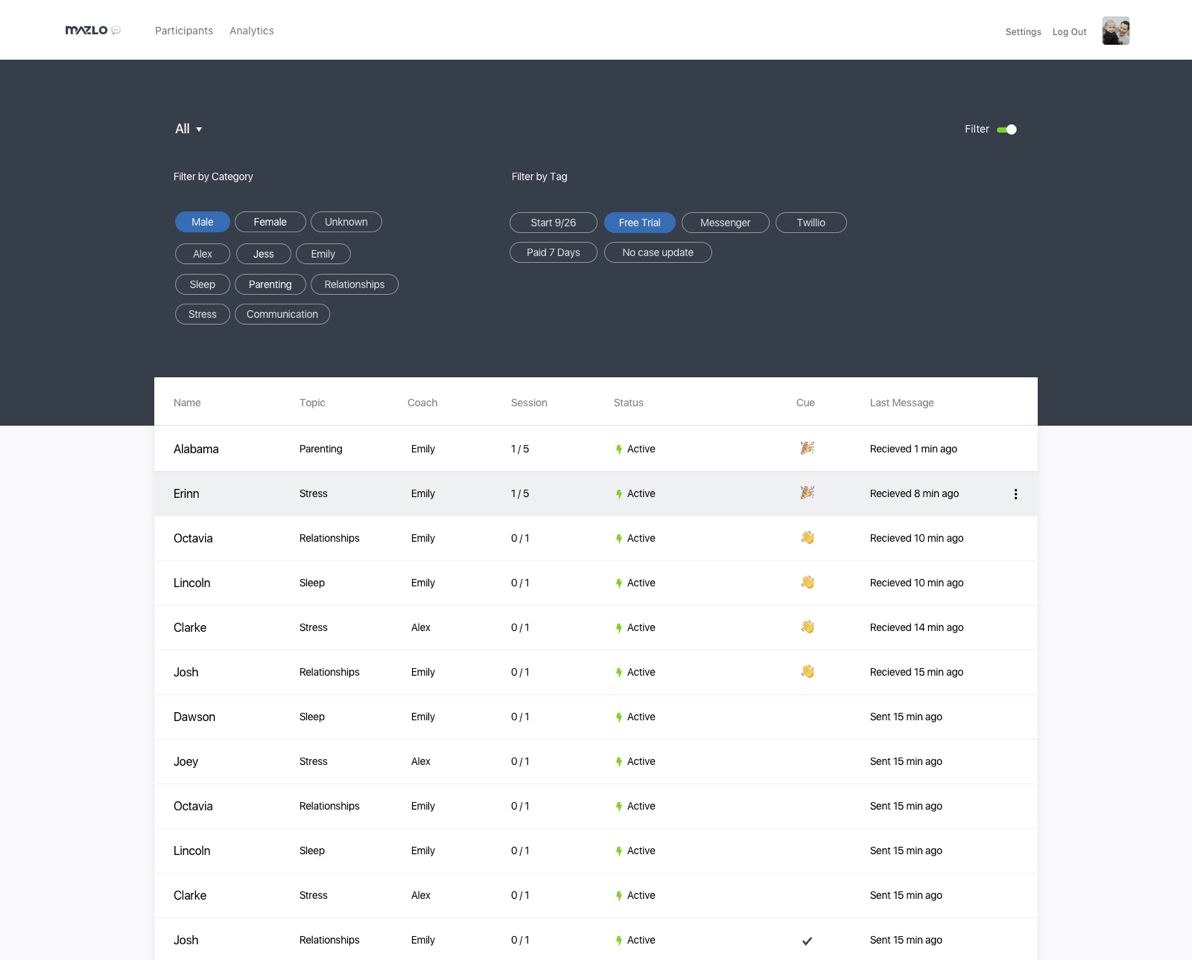 MAZLO Participants Analytics Settings Log Out
All Filter
Filter by Category Filter by Tag
Male Female Unknown Start 9/26 Free Trial Messenger Twillio
Alex Jess Emily Paid 7 Days No case update
Sleep Parenting Relationships
Stress Communication
Name Topic Coach Session Status Cue Last Message
Alabama Parenting Emily 1 / 5 Active Recieved 1 min ago
Erinn Stress Emily 1 / 5 Active Recieved 8 min ago
Octavia Relationships Emily 0 / 1 Active Recieved 10 min ago
Lincoln Sleep Emily 0 / 1 Active Recieved 10 min ago
Clarke Stress Alex 0 / 1 Active Recieved 14 min ago
Josh Relationships Emily 0 / 1 Active Recieved 15 min ago
Dawson Sleep Emily 0 / 1 Active Sent 15 min ago
Joey Stress Alex 0 / 1 Active Sent 15 min ago
Octavia Relationships Emily 0 / 1 Active Sent 15 min ago
Lincoln Sleep Emily 0 / 1 Active Sent 15 min ago
Clarke Stress Alex 0 / 1 Active Sent 15 min ago
Josh Relationships Emily 0 / 1 Active Sent 15 min ago